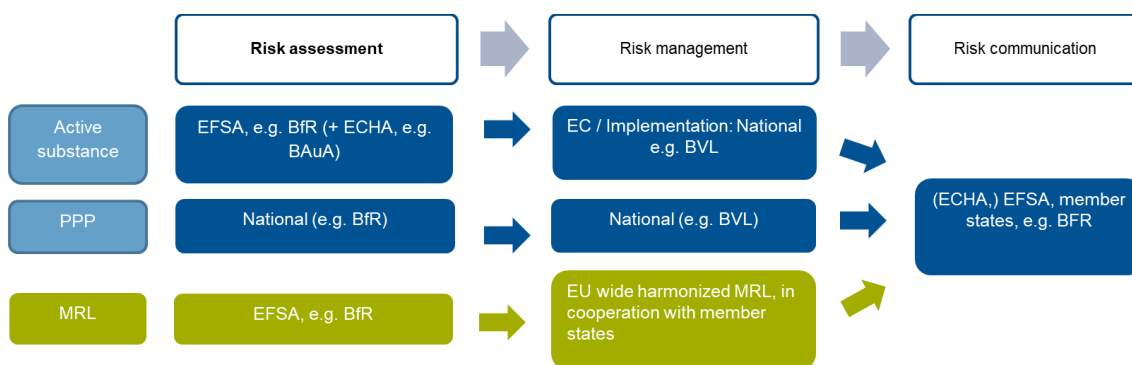 Risk assessment
Risk management
Risk communication
Active
substance
EFSA, e.g. BfR (+ ECHA, e.g.
BAuA)
EC / Implementation: National
e.g. BVL
(ECHA,) EFSA, member
states, e.g. BFR
PPP
National (e.g. BfR)
National (e.g. BVL)
MRL
EFSA, e.g. BfR
EU wide harmonized MRL, in
cooperation with member
states